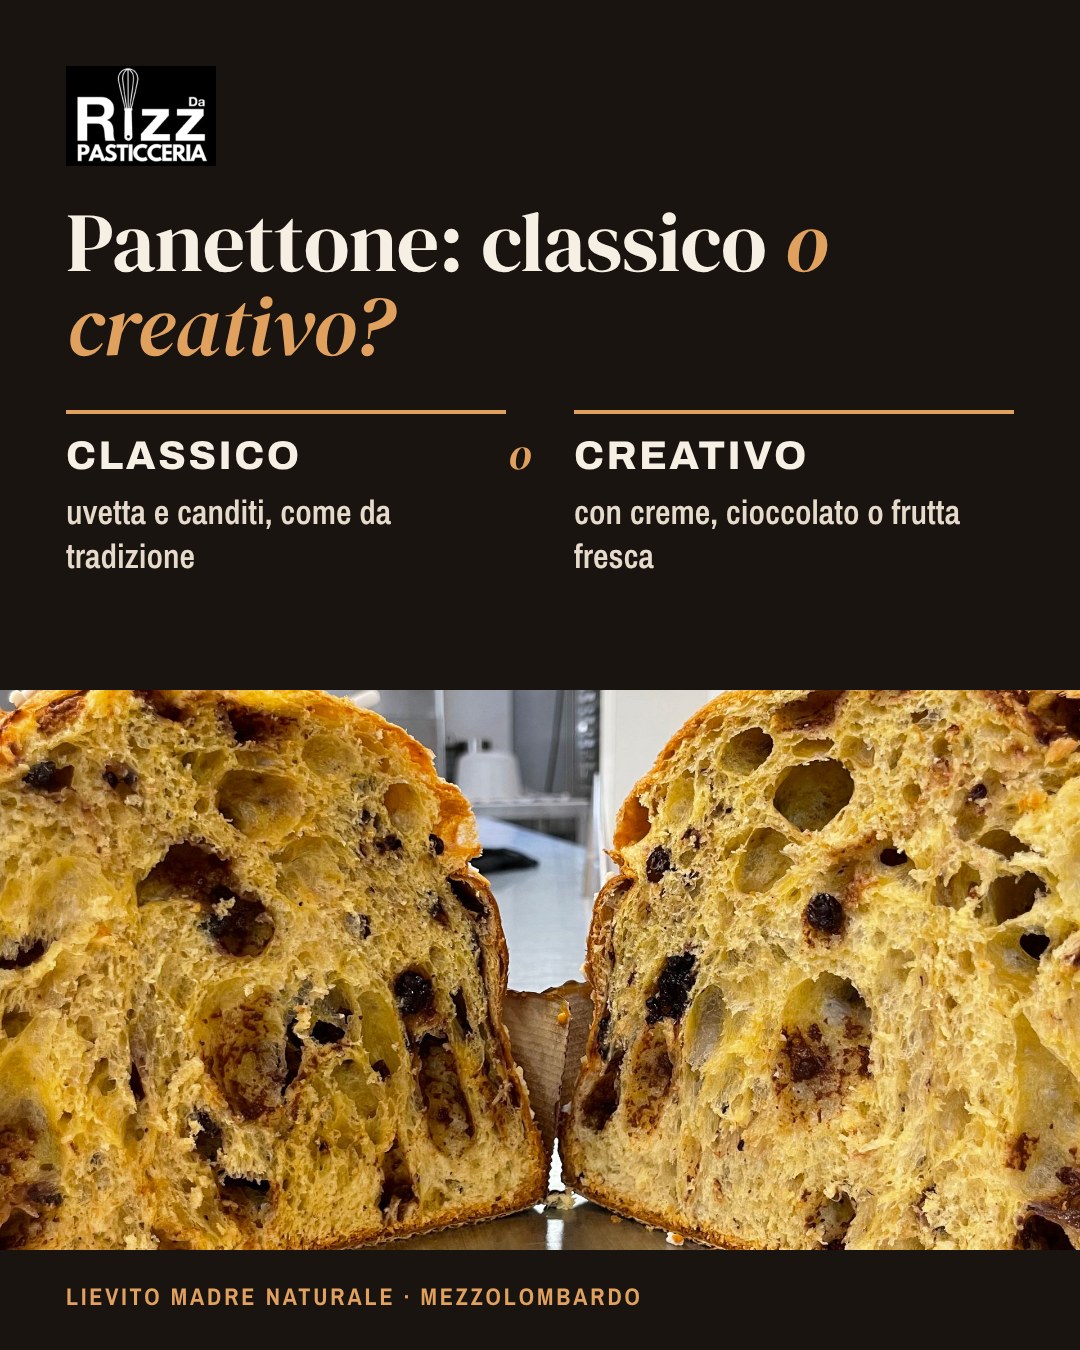 Rizz Da
PASTICCERIA
Panettone: classico o
creativo?
CLASSICO
uvetta e canditi, come da
tradizione
o
CREATIVO
con creme, cioccolato o frutta
fresca
LIEVITO MADRE NATURALE · MEZZOLOMBARDO